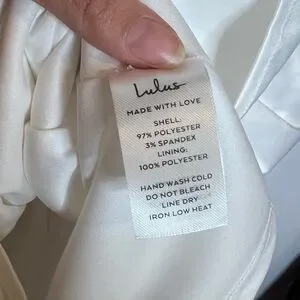 Lulus
MADE WITH LOVE
SHELL:
97% POLYESTER
3% SPANDEX
LINING:
100% POLYESTER
HAND WASH COLD
DO NOT BLEACH
LINE DRY
IRON LOW HEAT